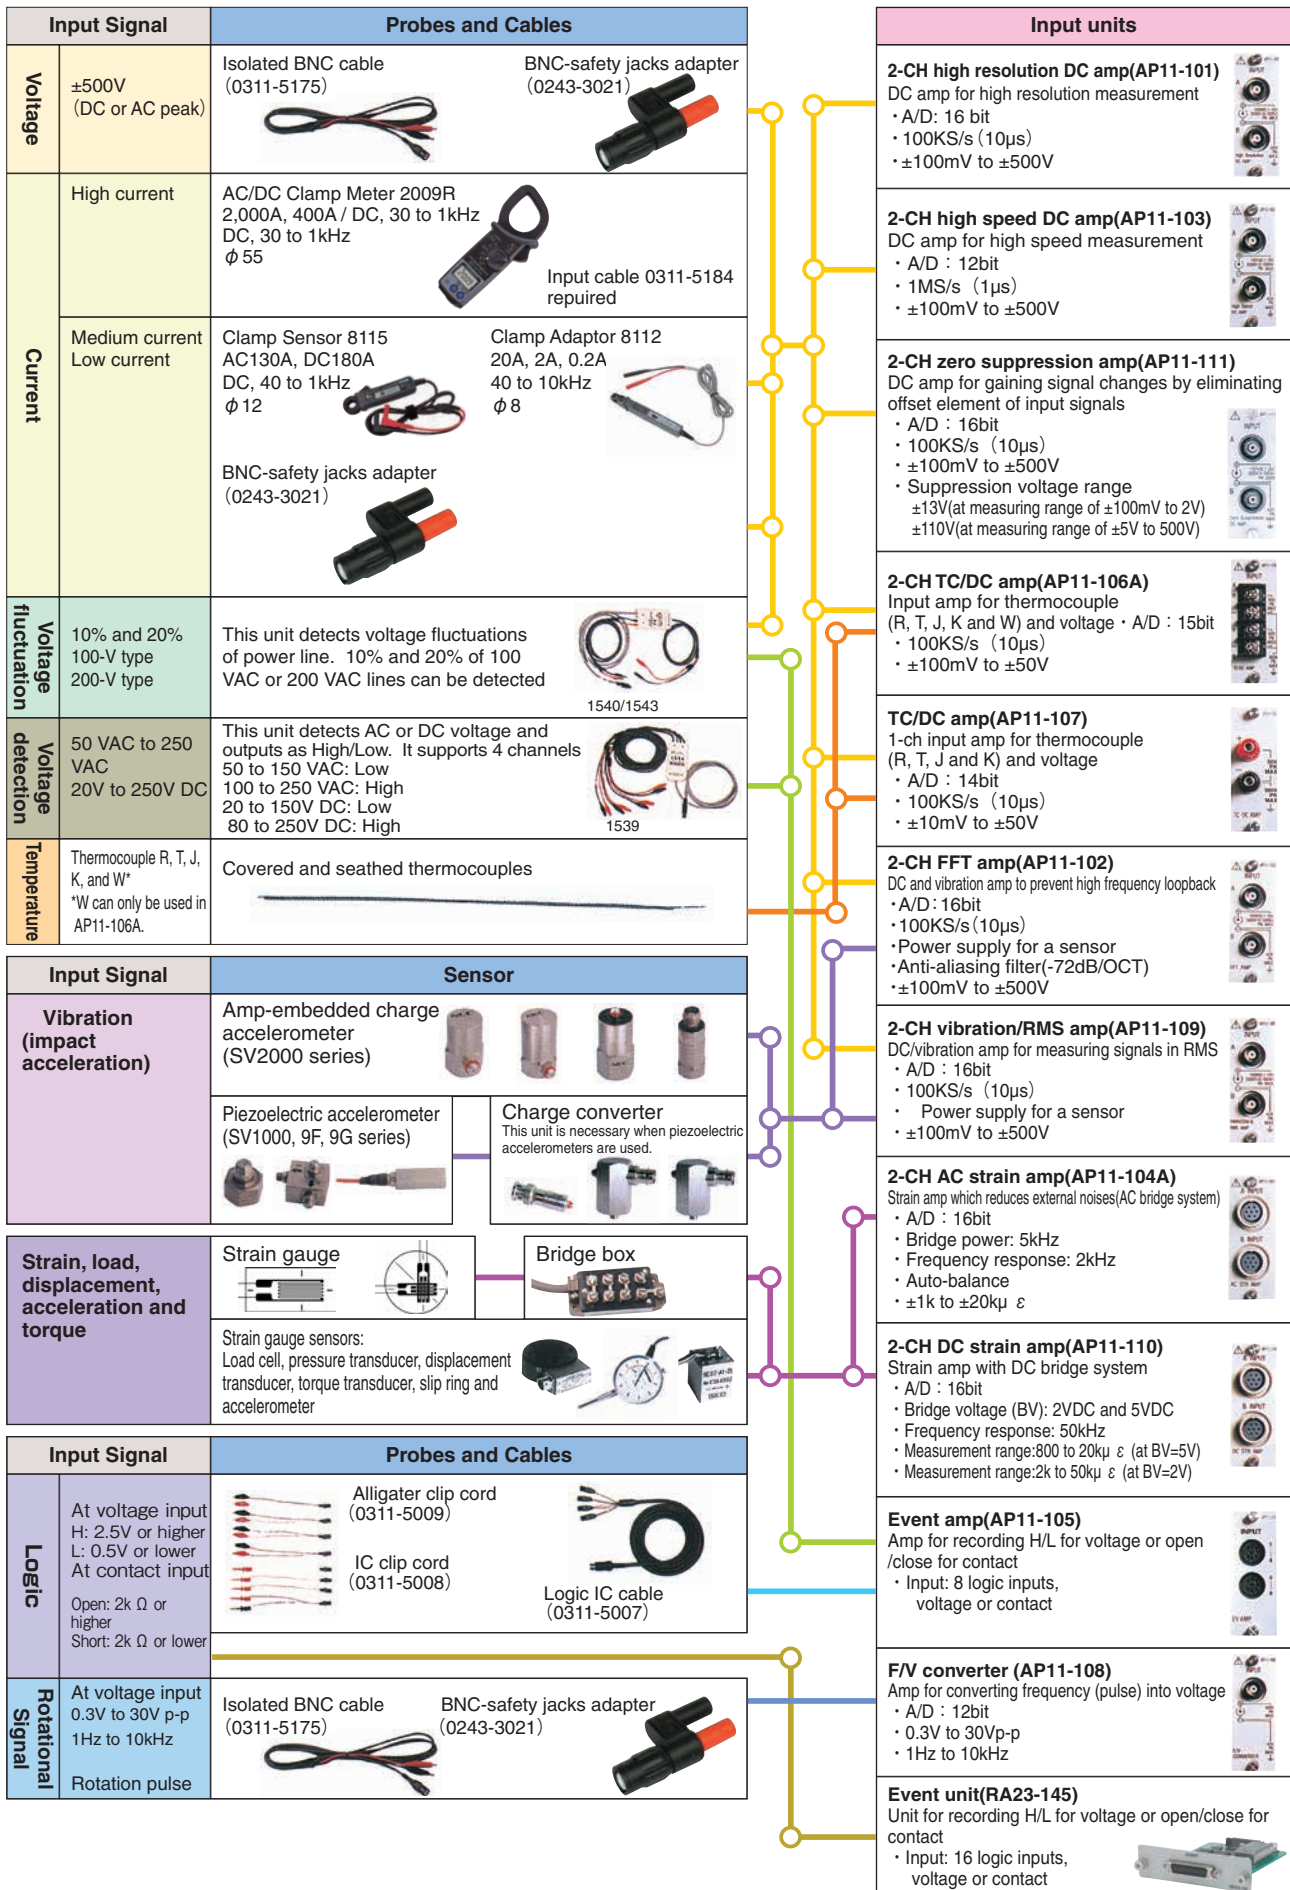 Input Signal
Probes and Cables
Voltage
±500V
(DC or AC peak)
Isolated BNC cable
(0311-5175)
BNC-safety jacks adapter
(0243-3021)
Current
High current
AC/DC Clamp Meter 2009R
2,000A, 400A / DC, 30 to 1kHz
DC, 30 to 1kHz
ϕ 55
Input cable 0311-5184
repuired
Medium current
Low current
Clamp Sensor 8115
AC130A, DC180A
DC, 40 to 1kHz
ϕ 12
Clamp Adaptor 8112
20A, 2A, 0.2A
40 to 10kHz
ϕ 8
BNC-safety jacks adapter
(0243-3021)
Voltage
fluctuation
10% and 20%
100-V type
200-V type
This unit detects voltage fluctuations
of power line. 10% and 20% of 100
VAC or 200 VAC lines can be detected
1540/1543
Voltage
detection
50 VAC to 250
VAC
20V to 250V DC
This unit detects AC or DC voltage and
outputs as High/Low. It supports 4 channels
50 to 150 VAC: Low
100 to 250 VAC: High
20 to 150V DC: Low
80 to 250V DC: High
1539
Temperature
Thermocouple R, T, J,
K, and W*
*W can only be used in
AP11-106A.
Covered and seathed thermocouples
Input Signal
Sensor
Vibration
(impact
acceleration)
Amp-embedded charge
accelerometer
(SV2000 series)
Piezoelectric accelerometer
(SV1000, 9F, 9G series)
Charge converter
This unit is necessary when piezoelectric
accelerometers are used.
Strain, load,
displacement,
acceleration and
torque
Strain gauge
Bridge box
Strain gauge sensors:
Load cell, pressure transducer, displacement
transducer, torque transducer, slip ring and
accelerometer
Input Signal
Probes and Cables
Logic
At voltage input
H: 2.5V or higher
L: 0.5V or lower
At contact input
Open: 2k Ω or
higher
Short: 2k Ω or lower
Alligater clip cord
(0311-5009)
IC clip cord
(0311-5008)
Logic IC cable
(0311-5007)
Rotational
Signal
At voltage input
0.3V to 30V p-p
1Hz to 10kHz
Rotation pulse
Isolated BNC cable
(0311-5175)
BNC-safety jacks adapter
(0243-3021)
Input units
2-CH high resolution DC amp(AP11-101)
DC amp for high resolution measurement
・A/D: 16 bit
・100KS/s (10μs)
・±100mV to ±500V
2-CH high speed DC amp(AP11-103)
DC amp for high speed measurement
・A/D：12bit
・1MS/s (1μs)
・±100mV to ±500V
2-CH zero suppression amp(AP11-111)
DC amp for gaining signal changes by eliminating
offset element of input signals
・A/D：16bit
・100KS/s (10μs)
・±100mV to ±500V
・Suppression voltage range
±13V(at measuring range of ±100mV to 2V)
±110V(at measuring range of ±5V to 500V)
2-CH TC/DC amp(AP11-106A)
Input amp for thermocouple
(R, T, J, K and W) and voltage・A/D：15bit
・100KS/s (10μs)
・±100mV to ±50V
TC/DC amp(AP11-107)
1-ch input amp for thermocouple
(R, T, J and K) and voltage
・A/D：14bit
・100KS/s (10μs)
・±10mV to ±50V
2-CH FFT amp(AP11-102)
DC and vibration amp to prevent high frequency loopback
・A/D:16bit
・100KS/s(10μs)
・Power supply for a sensor
・Anti-aliasing filter(-72dB/OCT)
・±100mV to ±500V
2-CH vibration/RMS amp(AP11-109)
DC/vibration amp for measuring signals in RMS
・A/D：16bit
・100KS/s (10μs)
・ Power supply for a sensor
・±100mV to ±500V
2-CH AC strain amp(AP11-104A)
Strain amp which reduces external noises(AC bridge system)
・A/D：16bit
・Bridge power: 5kHz
・Frequency response: 2kHz
・Auto-balance
・±1k to ±20kμ ε
2-CH DC strain amp(AP11-110)
Strain amp with DC bridge system
・A/D：16bit
・Bridge voltage (BV): 2VDC and 5VDC
・Frequency response: 50kHz
・Measurement range:800 to 20kμ ε (at BV=5V)
・Measurement range:2k to 50kμ ε (at BV=2V)
Event amp(AP11-105)
Amp for recording H/L for voltage or open
/close for contact
・Input: 8 logic inputs,
voltage or contact
F/V converter (AP11-108)
Amp for converting frequency (pulse) into voltage
・A/D：12bit
・0.3V to 30Vp-p
・1Hz to 10kHz
Event unit(RA23-145)
Unit for recording H/L for voltage or open/close for
contact
・Input: 16 logic inputs,
voltage or contact